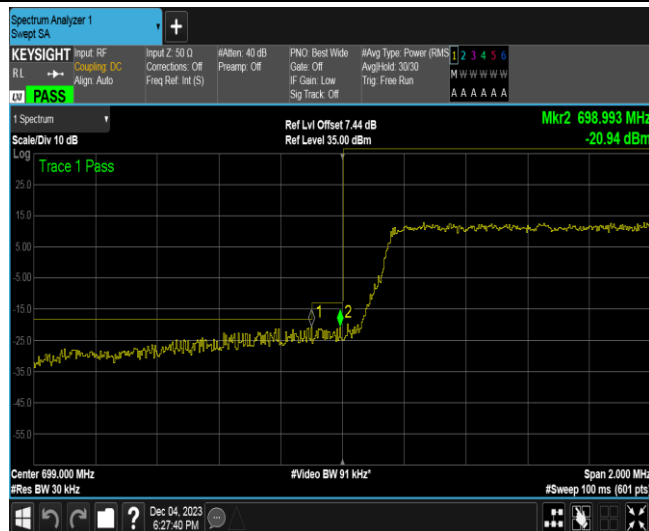 Spectrum Analyzer 1
Swept SA
+
KEYSIGHT
RL
LXI PASS
Input: RF
Coupling: DC
Align: Auto
Input Z: 50 Ω
Corrections: Off
Freq Ref: Int (S)
#Atten: 40 dB
Preamp: Off
PNO: Best Wide
Gate: Off
IF Gain: Low
Sig Track: Off
#Avg Type: Power (RMS
Avg|Hold: 30/30
Trig: Free Run
1 2 3 4 5 6
M W W W W W
A A A A A A
1 Spectrum
Scale/Div 10 dB
Ref Lvl Offset 7.44 dB
Ref Level 35.00 dBm
Mkr2 698.993 MHz
-20.94 dBm
Log
Trace 1 Pass
25.0
15.0
5.00
-5.00
-15.0
-25.0
-35.0
-45.0
-55.0
1
2
Center 699.000 MHz
#Res BW 30 kHz
#Video BW 91 kHz*
Span 2.000 MHz
#Sweep 100 ms (601 pts)
?
Dec 04, 2023
6:27:40 PM